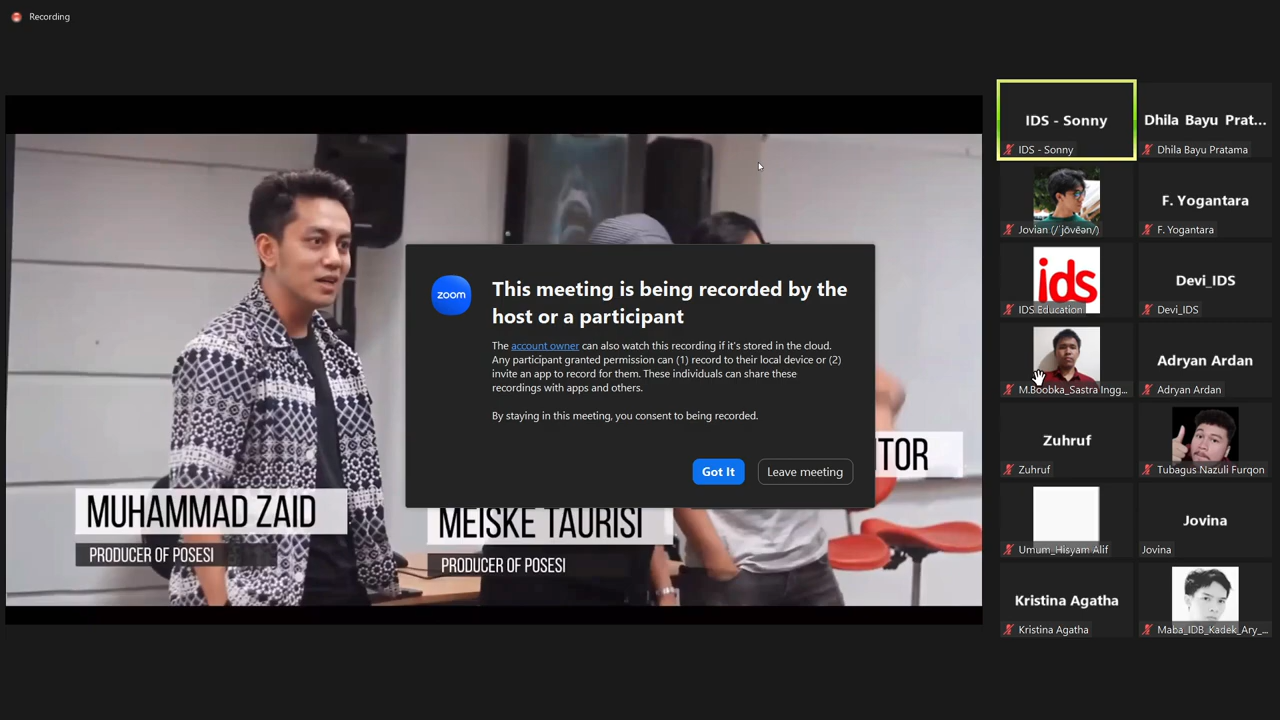 Recording
MUHAMMAD ZAID
PRODUCER OF POSESI
MEISKE TAURISI
PRODUCER OF POSESI
TOR
zoom
This meeting is being recorded by the
host or a participant
The account owner can also watch this recording if it's stored in the cloud.
Any participant granted permission can (1) record to their local device or (2)
invite an app to record for them. These individuals can share these
recordings with apps and others.
By staying in this meeting, you consent to being recorded.
Got It
Leave meeting
IDS - Sonny
IDS - Sonny
Dhila Bayu Prat...
Dhila Bayu Pratama
Jovian (/ˈjōvēən/)
F. Yogantara
F. Yogantara
ids
IDS Education
Devi_IDS
Devi_IDS
M.Boobka_Sastra Ingg...
Adryan Ardan
Adryan Ardan
Zuhruf
Zuhruf
Tubagus Nazuli Furqon
Umum_Hisyam Alif
Jovina
Jovina
Kristina Agatha
Kristina Agatha
Maba_IDB_Kadek_Ary_...